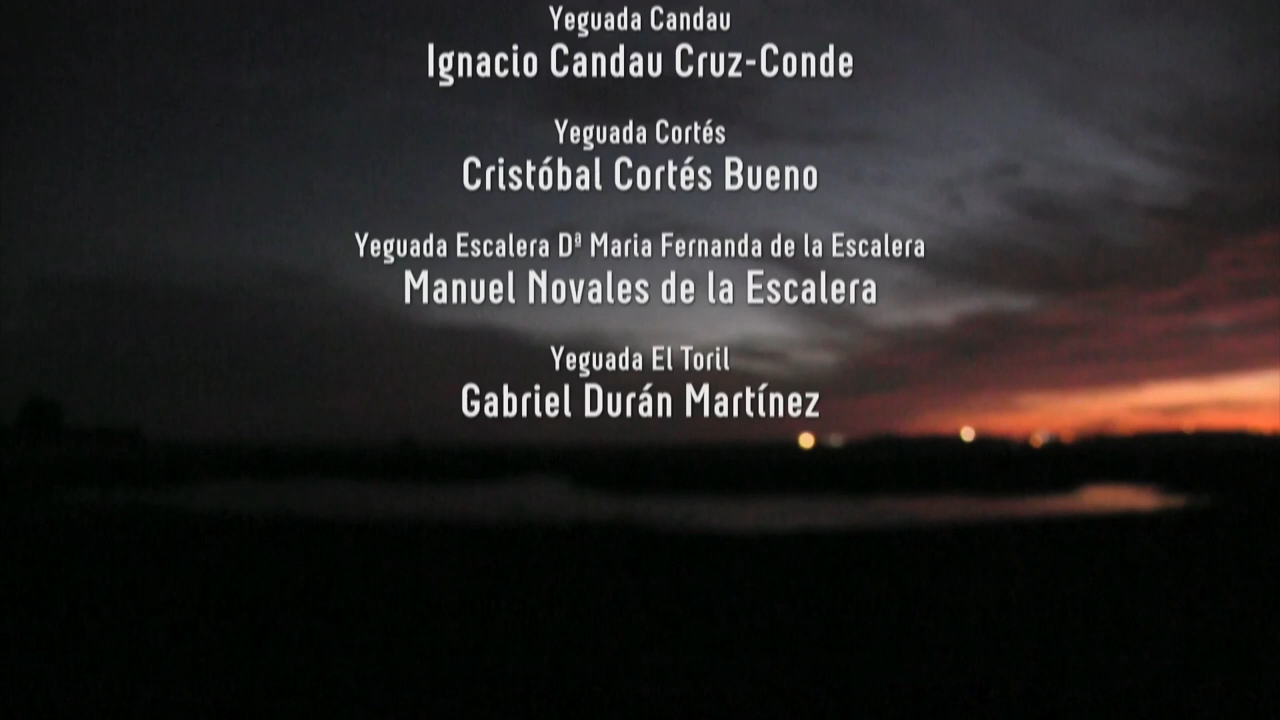 Yeguada Candau
Ignacio Candau Cruz-Conde
Yeguada Cortés
Cristóbal Cortés Bueno
Yeguada Escalera Dª Maria Fernanda de la Escalera
Manuel Novales de la Escalera
Yeguada El Toril
Gabriel Durán Martínez